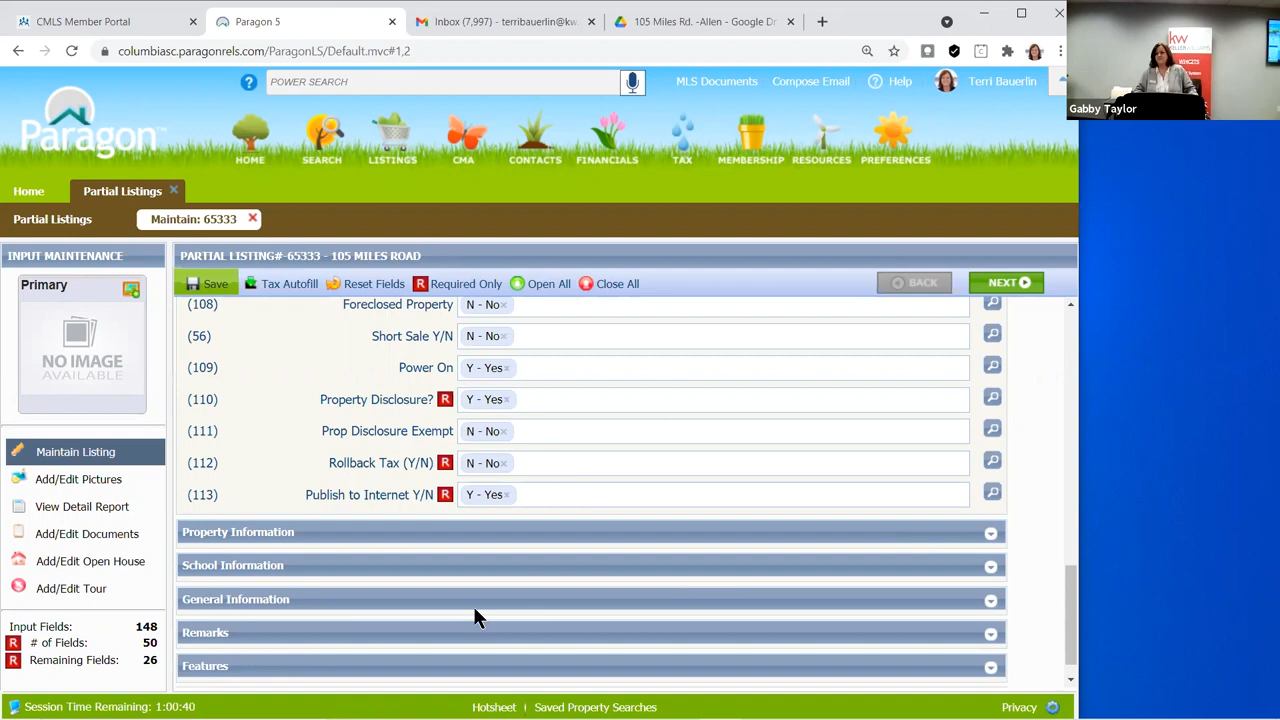 CMLS Member Portal
Paragon 5
Inbox (7,997) - terribauerlin@kw.
105 Miles Rd. -Allen - Google Dr
columbiasc.paragonrels.com/ParagonLS/Default.mvc#1,2
POWER SEARCH
MLS Documents
Compose Email
Help
Terri Bauerlin
Paragon
HOME
SEARCH
LISTINGS
CMA
CONTACTS
FINANCIALS
TAX
MEMBERSHIP
RESOURCES
PREFERENCES
Home
Partial Listings
Partial Listings
Maintain: 65333
INPUT MAINTENANCE
PARTIAL LISTING# -65333 - 105 MILES ROAD
Save
Tax Autofill
Reset Fields
R Required Only
Open All
Close All
BACK
NEXT
Primary
NO IMAGE
AVAILABLE
(108) Foreclosed Property N - No×
(56) Short Sale Y/N N - No×
(109) Power On Y - Yes×
(110) Property Disclosure? R Y - Yes×
(111) Prop Disclosure Exempt N - No×
(112) Rollback Tax (Y/N) R N - No×
(113) Publish to Internet Y/N R Y - Yes×
Property Information
School Information
General Information
Remarks
Features
Maintain Listing
Add/Edit Pictures
View Detail Report
Add/Edit Documents
Add/Edit Open House
Add/Edit Tour
Input Fields: 148
R # of Fields: 50
R Remaining Fields: 26
Session Time Remaining: 1:00:40
Hotsheet
Saved Property Searches
Privacy
kw
KELLERWILLIAMS
Gabby Taylor